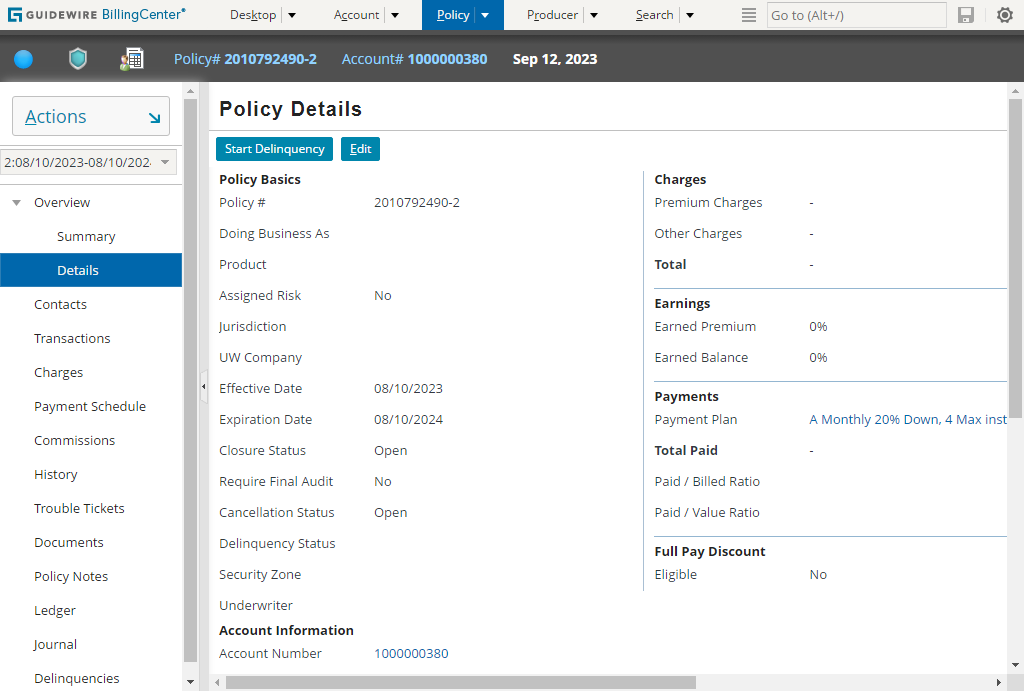 GUIDEWIRE BillingCenter® Desktop Account Policy Producer Search Go to (Alt+/)
Policy# 2010792490-2 Account# 1000000380 Sep 12, 2023
Actions
2:08/10/2023-08/10/202
Overview
Summary
Details
Contacts
Transactions
Charges
Payment Schedule
Commissions
History
Trouble Tickets
Documents
Policy Notes
Ledger
Journal
Delinquencies
Policy Details
Start Delinquency Edit
Policy Basics
Policy # 2010792490-2
Doing Business As
Product
Assigned Risk No
Jurisdiction
UW Company
Effective Date 08/10/2023
Expiration Date 08/10/2024
Closure Status Open
Require Final Audit No
Cancellation Status Open
Delinquency Status
Security Zone
Underwriter
Account Information
Account Number 1000000380
Charges
Premium Charges -
Other Charges -
Total -
Earnings
Earned Premium 0%
Earned Balance 0%
Payments
Payment Plan A Monthly 20% Down, 4 Max inst
Total Paid -
Paid / Billed Ratio
Paid / Value Ratio
Full Pay Discount
Eligible No